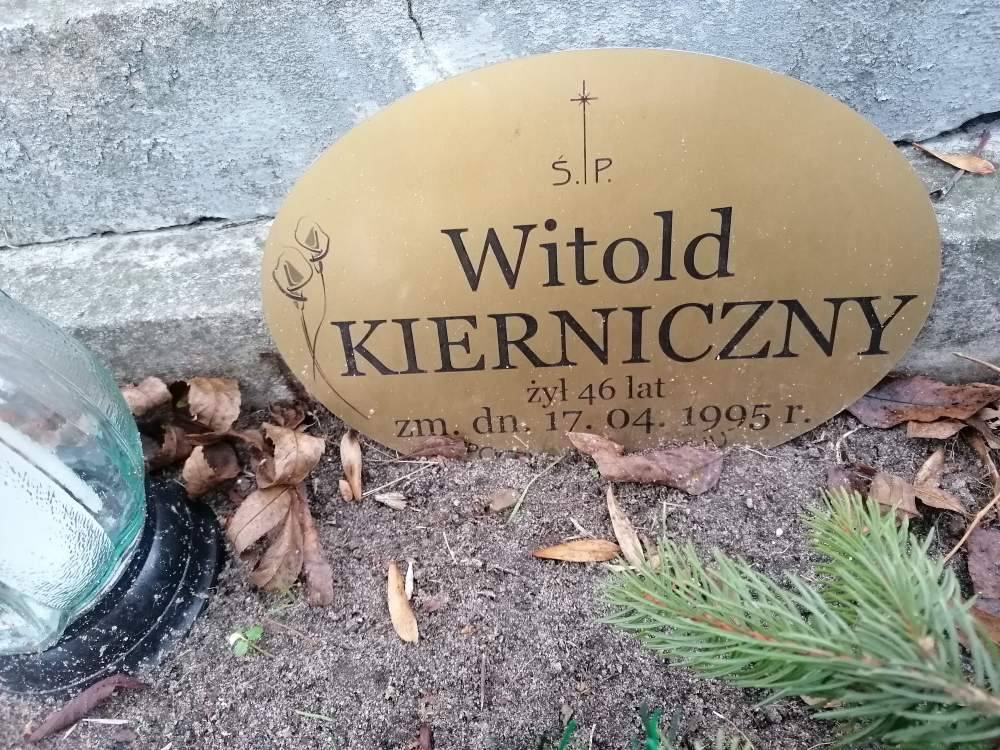 Ś.P.
Witold
KIERNICZNY
żył 46 lat
zm. dn. 17. 04. 1995 r.